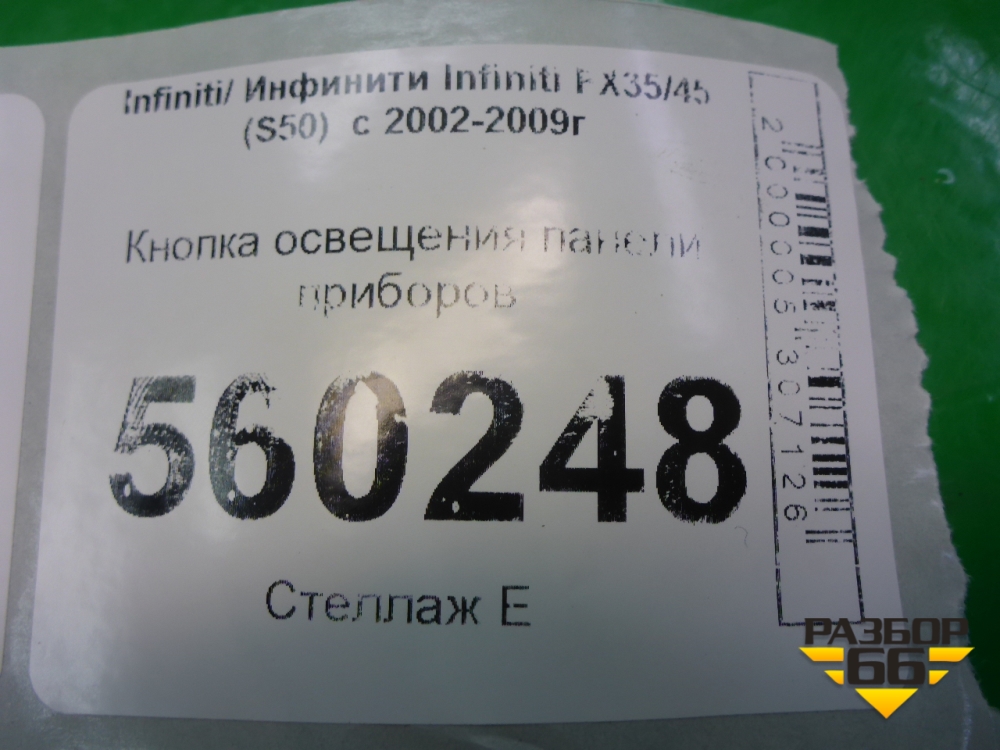 Infiniti/ Инфинити Infiniti FX35/45
(S50) с 2002-2009г
Кнопка освещения панели
приборов
560248
Стеллаж Е
2000005307126
РАЗБОР
66